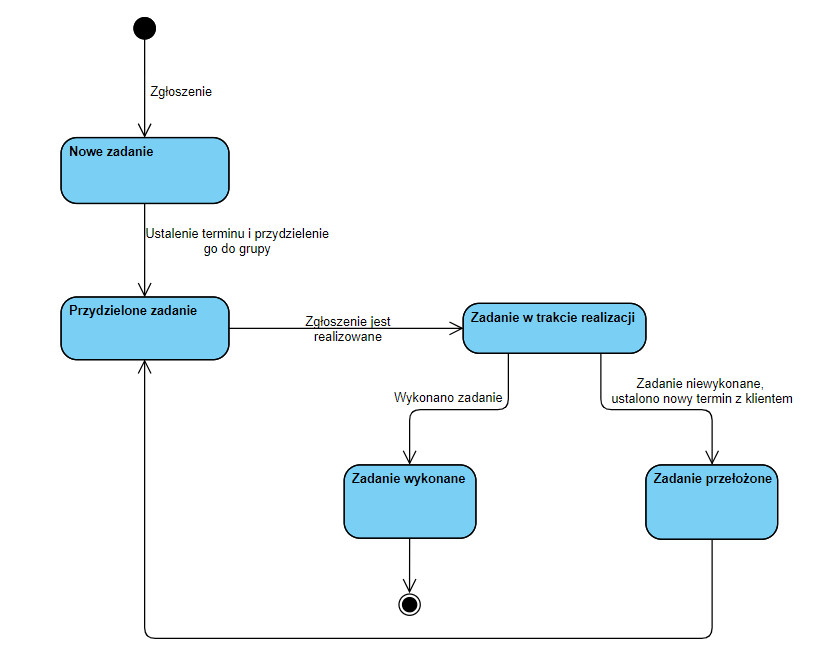 Zgłoszenie
Nowe zadanie
Ustalenie terminu i przydzielenie
go do grupy
Przydzielone zadanie
Zgłoszenie jest
realizowane
Zadanie w trakcie realizacji
Wykonano zadanie
Zadanie niewykonane,
ustalono nowy termin z klientem
Zadanie wykonane
Zadanie przełożone